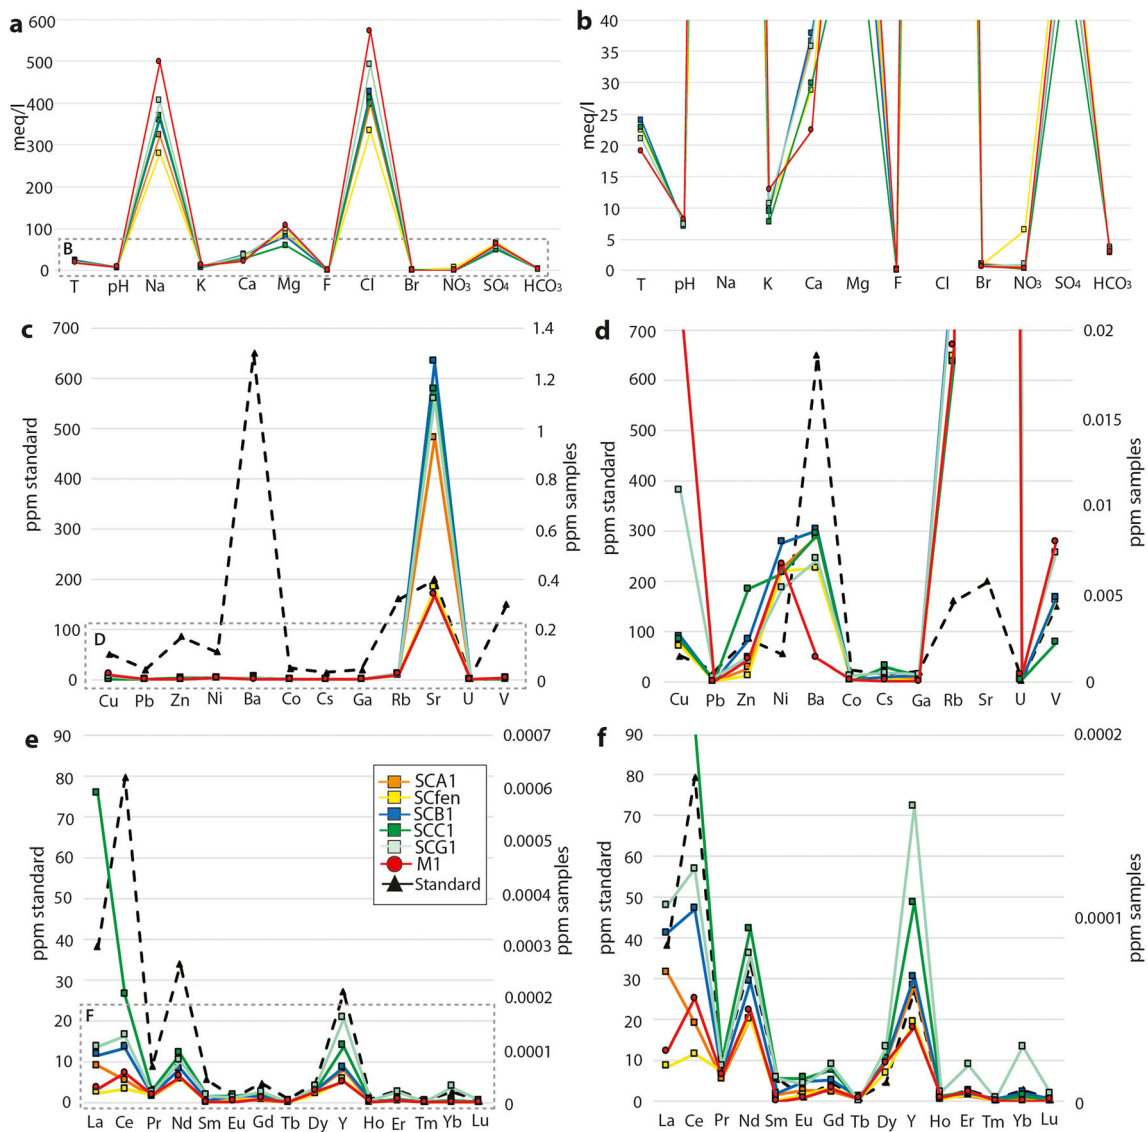 a
600
500
400
300
200
100
0
meq/l
B
T pH Na K Ca Mg F Cl Br NO3 SO4 HCO3
b
40
35
30
25
20
15
10
5
0
meq/l
T pH Na K Ca Mg F Cl Br NO3 SO4 HCO3
c
700
600
500
400
300
200
100
0
ppm standard
1.4
1.2
1
0.8
0.6
0.4
0.2
0
ppm samples
D
Cu Pb Zn Ni Ba Co Cs Ga Rb Sr U V
d
700
600
500
400
300
200
100
0
ppm standard
0.02
0.015
0.01
0.005
0
ppm samples
Cu Pb Zn Ni Ba Co Cs Ga Rb Sr U V
e
90
80
70
60
50
40
30
20
10
0
ppm standard
0.0007
0.0006
0.0005
0.0004
0.0003
0.0002
0.0001
0
ppm samples
SCA1
SCfen
SCB1
SCC1
SCG1
M1
Standard
F
La Ce Pr Nd Sm Eu Gd Tb Dy Y Ho Er Tm Yb Lu
f
90
80
70
60
50
40
30
20
10
0
ppm standard
0.0002
0.0001
0
ppm samples
La Ce Pr Nd Sm Eu Gd Tb Dy Y Ho Er Tm Yb Lu